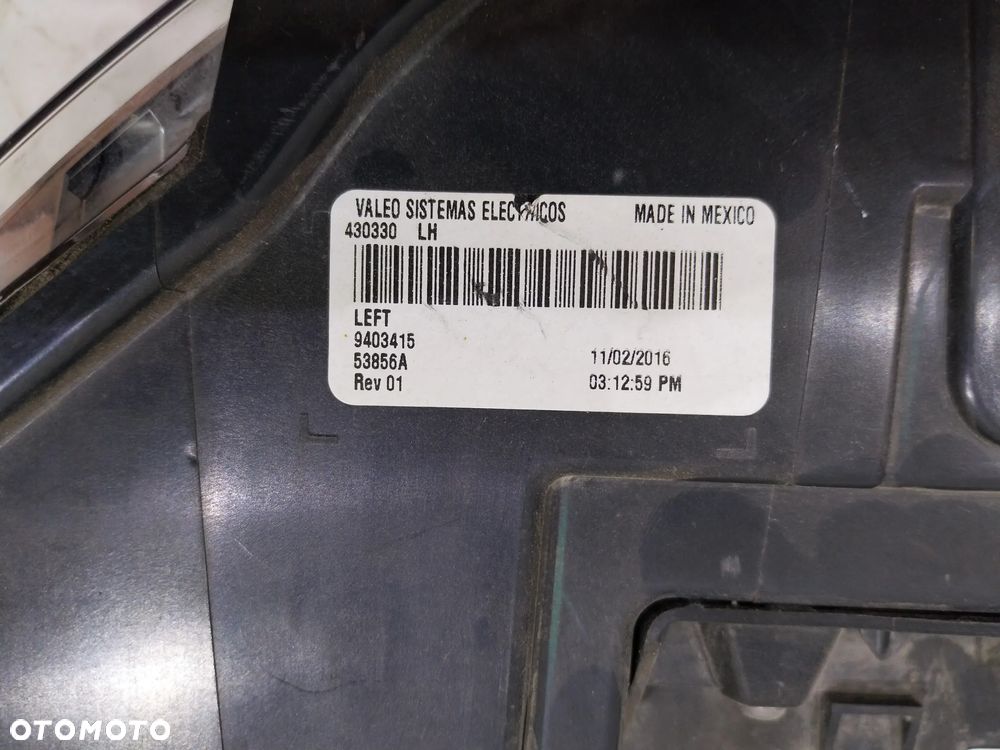 VALEO SISTEMAS ELECTRICOS MADE IN MEXICO
430330 LH
LEFT
9403415
53856A 11/02/2016
Rev 01 03:12:59 PM
OTOMOTO